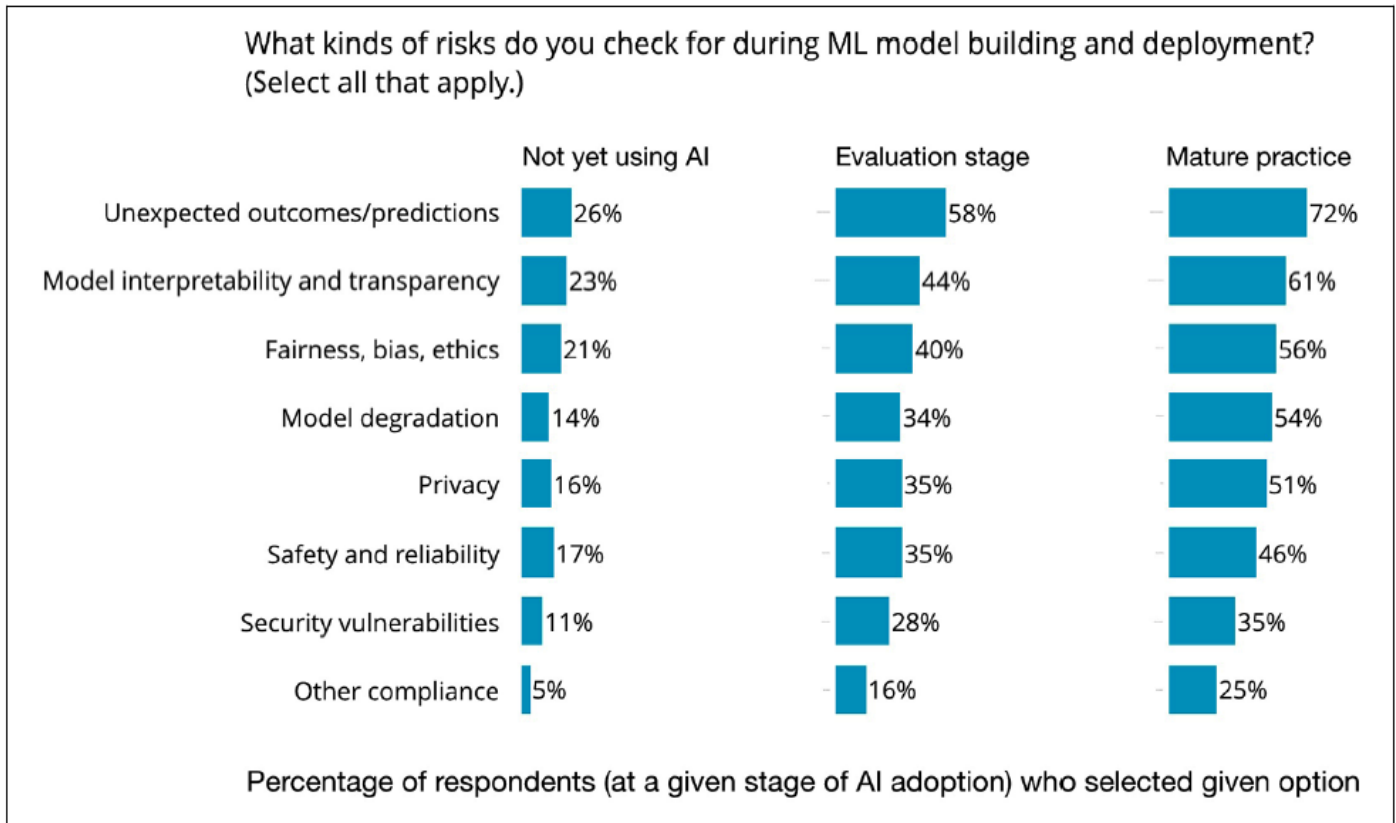 What kinds of risks do you check for during ML model building and deployment?
(Select all that apply.)
Not yet using AI Evaluation stage Mature practice
Unexpected outcomes/predictions 26% 58% 72%
Model interpretability and transparency 23% 44% 61%
Fairness, bias, ethics 21% 40% 56%
Model degradation 14% 34% 54%
Privacy 16% 35% 51%
Safety and reliability 17% 35% 46%
Security vulnerabilities 11% 28% 35%
Other compliance 5% 16% 25%
Percentage of respondents (at a given stage of AI adoption) who selected given option